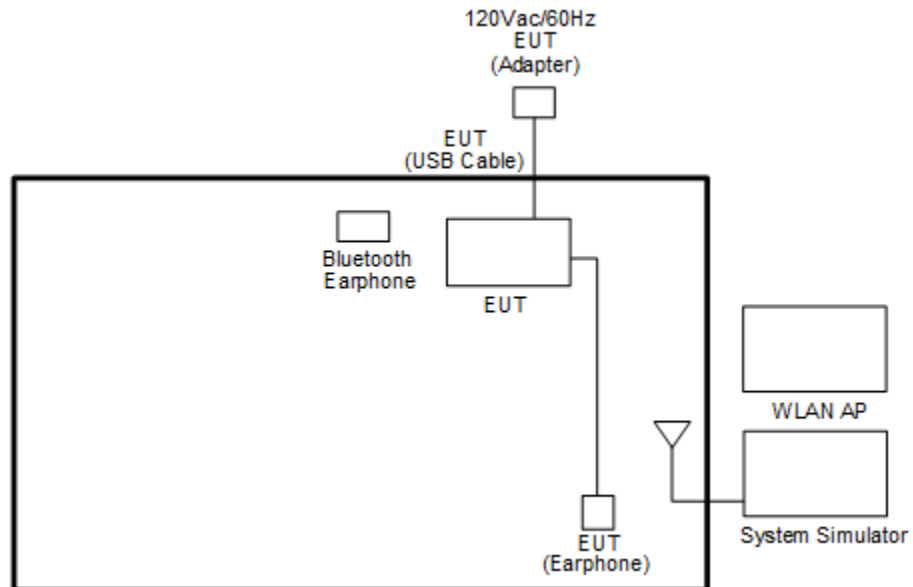 120Vac/60Hz
EUT
(Adapter)
EUT
(USB Cable)
Bluetooth
Earphone
EUT
WLAN AP
System Simulator
EUT
(Earphone)